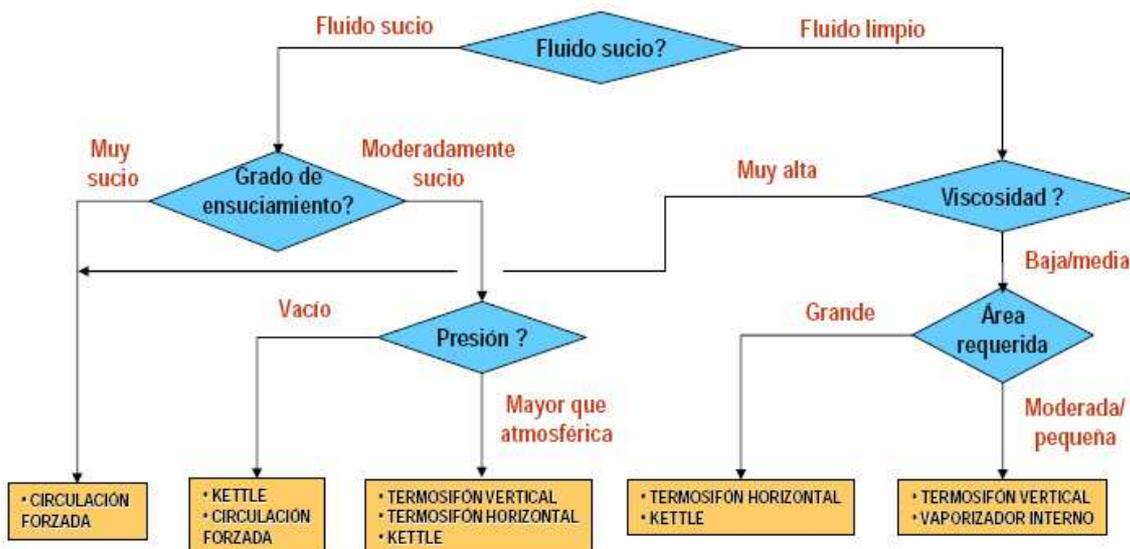 Fluido sucio
Fluido sucio?
Fluido limpio
Muy
sucio
Grado de
ensuciamiento?
Moderadamente
sucio
Muy alta
Viscosidad ?
Baja/media
Vacío
Presión ?
Grande
Área
requerida
Mayor que
atmosférica
Moderada/
pequeña
• CIRCULACIÓN
FORZADA
• KETTLE
• CIRCULACIÓN
FORZADA
• TERMOSIFÓN VERTICAL
• TERMOSIFÓN HORIZONTAL
• KETTLE
• TERMOSIFÓN HORIZONTAL
• KETTLE
• TERMOSIFÓN VERTICAL
• VAPORIZADOR INTERNO